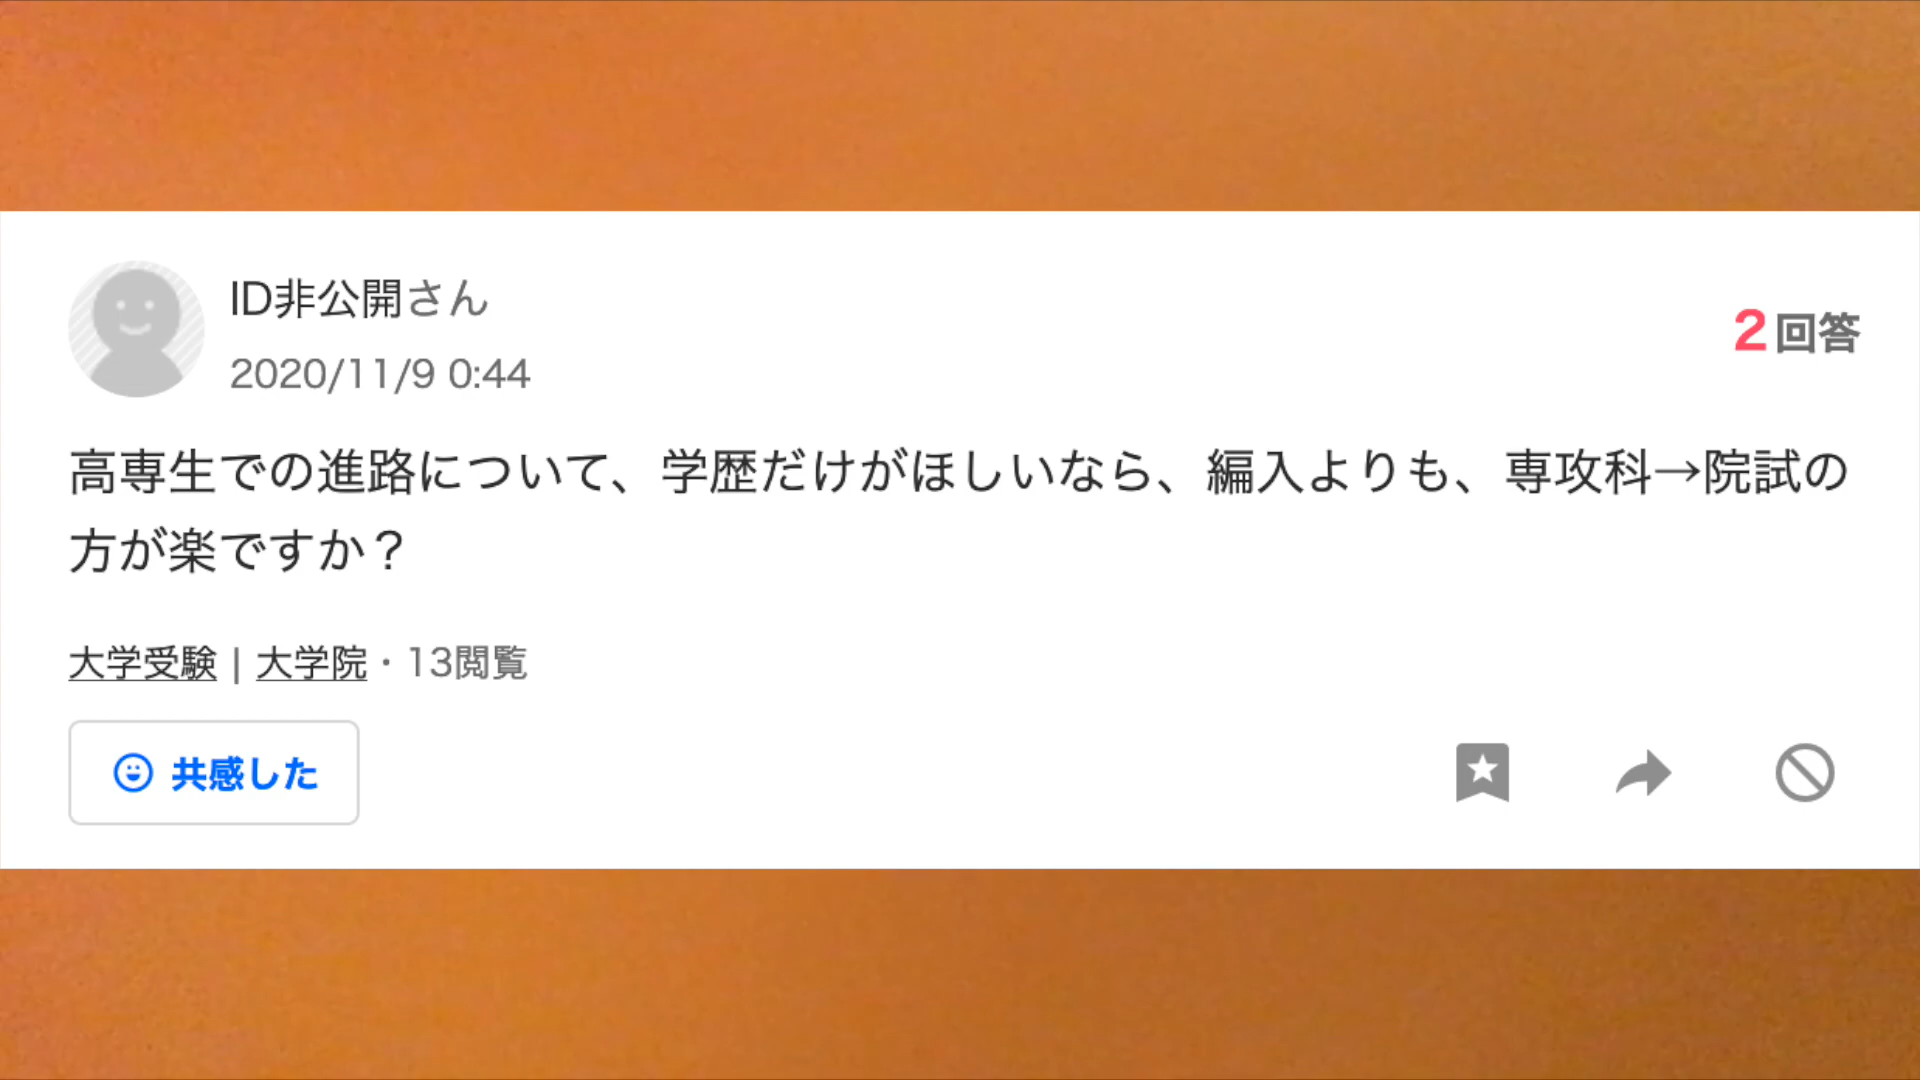 ID非公開さん
2020/11/9 0:44
2回答
高専生での進路について、学歴だけがほしいなら、編入よりも、専攻科→院試の
方が楽ですか？
大学受験 | 大学院・13閲覧
共感した